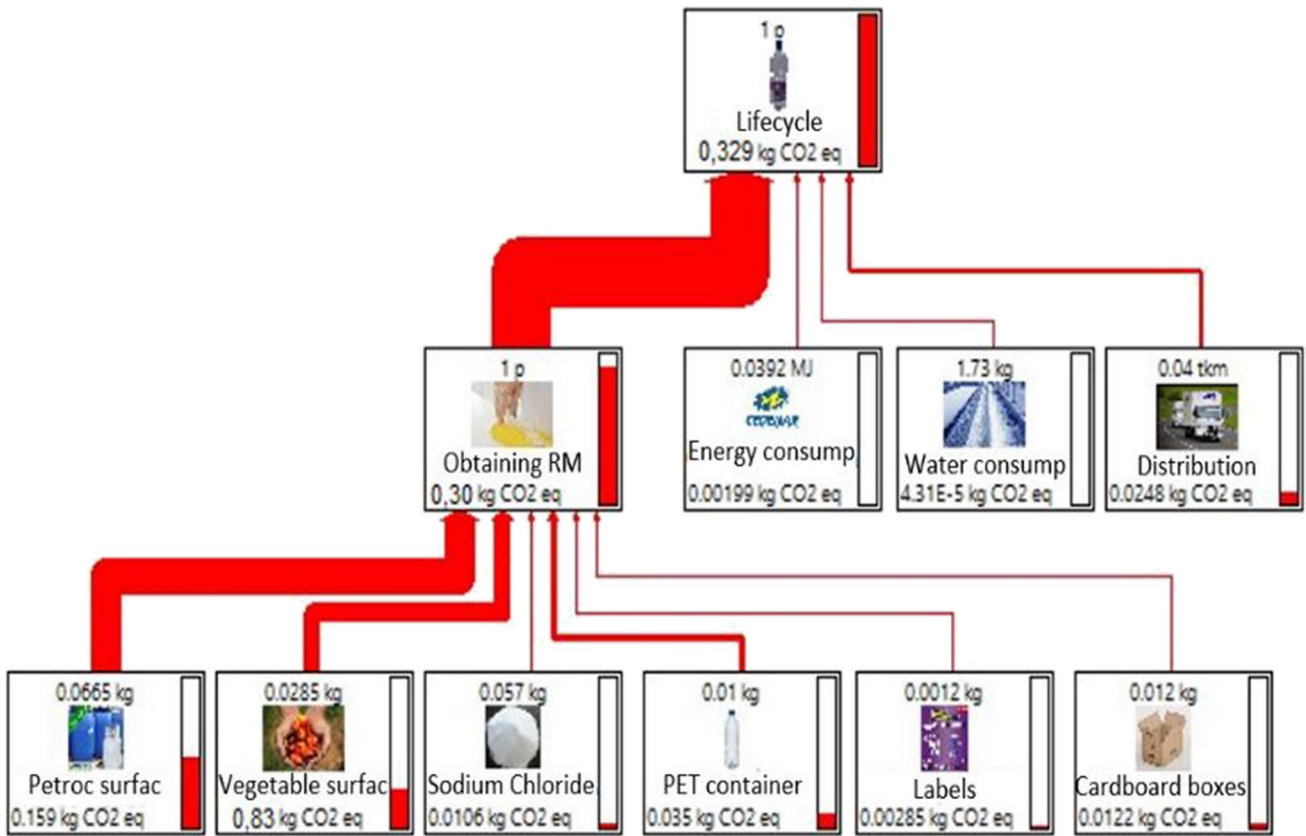 1 p
Lifecycle
0,329 kg CO2 eq
1 p
Obtaining RM
0,30 kg CO2 eq
0.0392 MJ
Energy consump
0.00199 kg CO2 eq
1.73 kg
Water consump
4.31E-5 kg CO2 eq
0.04 tkm
Distribution
0.0248 kg CO2 eq
0.0665 kg
Petroc surfac
0.159 kg CO2 eq
0.0285 kg
Vegetable surfac
0,83 kg CO2 eq
0.057 kg
Sodium Chloride
0.0106 kg CO2 eq
0.01 kg
PET container
0.035 kg CO2 eq
0.0012 kg
Labels
0.00285 kg CO2 eq
0.012 kg
Cardboard boxes
0.0122 kg CO2 eq